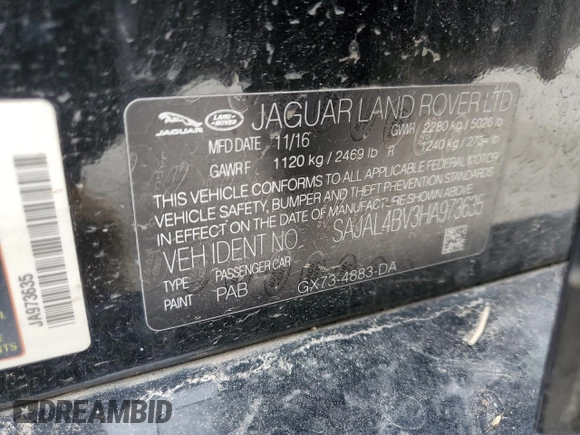 JAGUAR
LAND ROVER
JAGUAR LAND ROVER LTD
MFD DATE 11/16 GVWR 2280 kg / 5026 lb
GAWR F 1120 kg / 2469 lb R 1240 kg / 2734 lb
THIS VEHICLE CONFORMS TO ALL APPLICABLE FEDERAL MOTOR
VEHICLE SAFETY, BUMPER AND THEFT PREVENTION STANDARDS
IN EFFECT ON THE DATE OF MANUFACTURE SHOWN ABOVE
VEH IDENT NO. SAJAL4BV3HA973635
TYPE PASSENGER CAR
PAINT PAB GX73-4883-DA
JA973635
DREAMBID